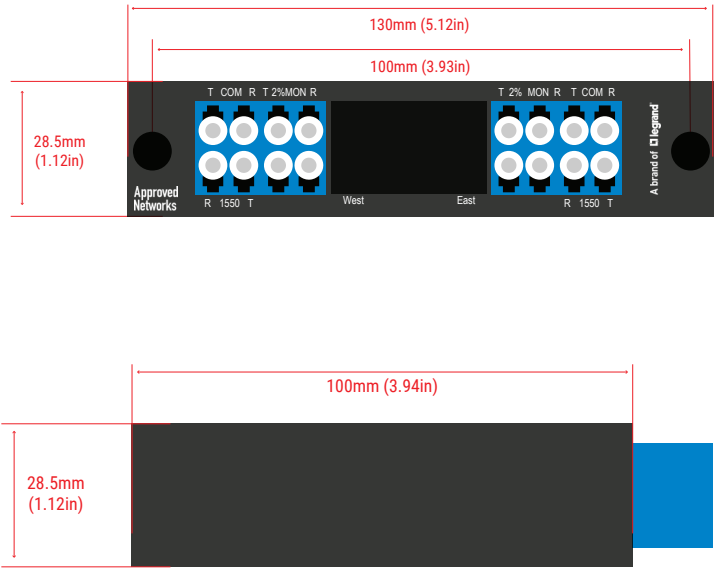 130mm (5.12in)
100mm (3.93in)
T COM R T 2%MON R
T 2% MON R T COM R
28.5mm
(1.12in)
A brand of legrand
Approved
Networks
R 1550 T
West
East
R 1550 T
100mm (3.94in)
28.5mm
(1.12in)